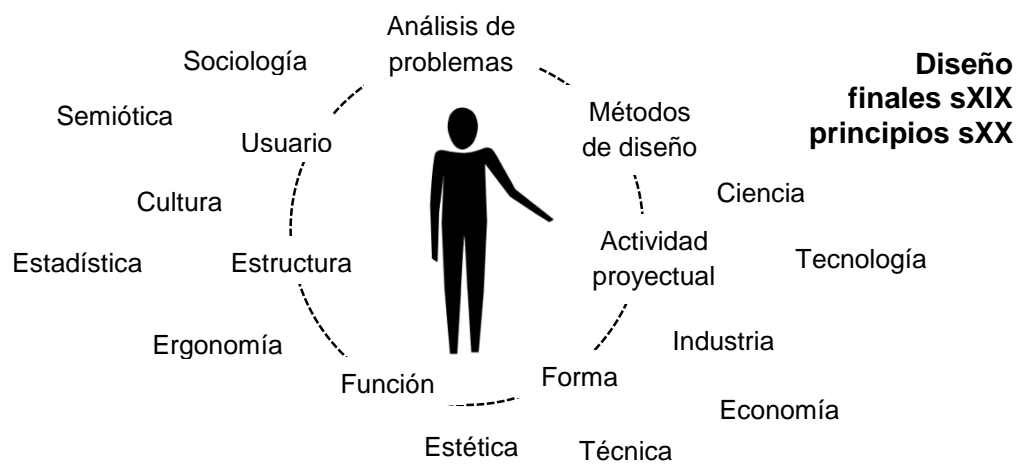 Análisis de
problemas
Sociología
Diseño
finales sXIX
principios sXX
Semiótica
Usuario
Métodos
de diseño
Cultura
Ciencia
Estadística
Estructura
Actividad
proyectual
Tecnología
Ergonomía
Industria
Función
Forma
Economía
Estética
Técnica